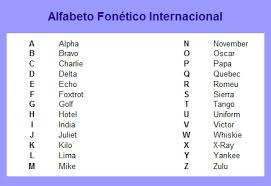 Alfabeto Fonético Internacional
A Alpha N November
B Bravo O Oscar
C Charlie P Papa
D Delta Q Quebec
E Echo R Romeu
F Foxtrot S Sierra
G Golf T Tango
H Hotel U Uniform
I India V Victor
J Juliet W Whiskie
K Kilo X X-Ray
L Lima Y Yankee
M Mike Z Zulu